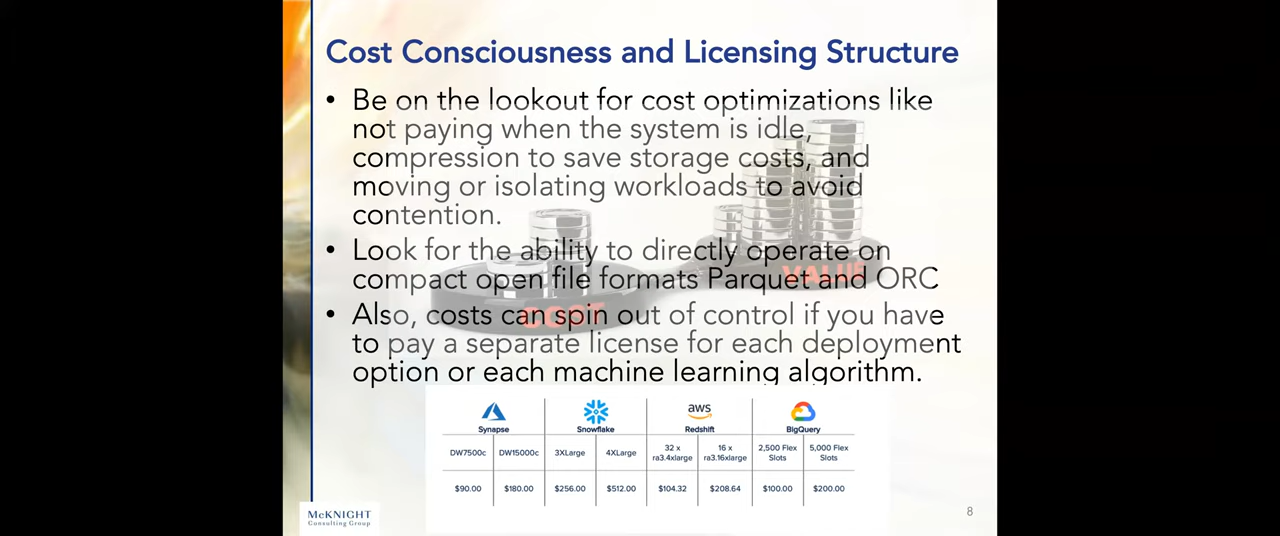 Cost Consciousness and Licensing Structure
• Be on the lookout for cost optimizations like
not paying when the system is idle,
compression to save storage costs, and
moving or isolating workloads to avoid
contention.
• Look for the ability to directly operate on
compact open file formats Parquet and ORC
• Also, costs can spin out of control if you have
to pay a separate license for each deployment
option or each machine learning algorithm.
COST
VALUE
aws
Synapse Snowflake Redshift BigQuery
DW7500c DW15000c 3XLarge 4XLarge 32 x ra3.4xlarge 16 x ra3.16xlarge 2,500 Flex Slots 5,000 Flex Slots
$90.00 $180.00 $256.00 $512.00 $104.32 $208.64 $100.00 $200.00
McKNIGHT
Consulting Group
8